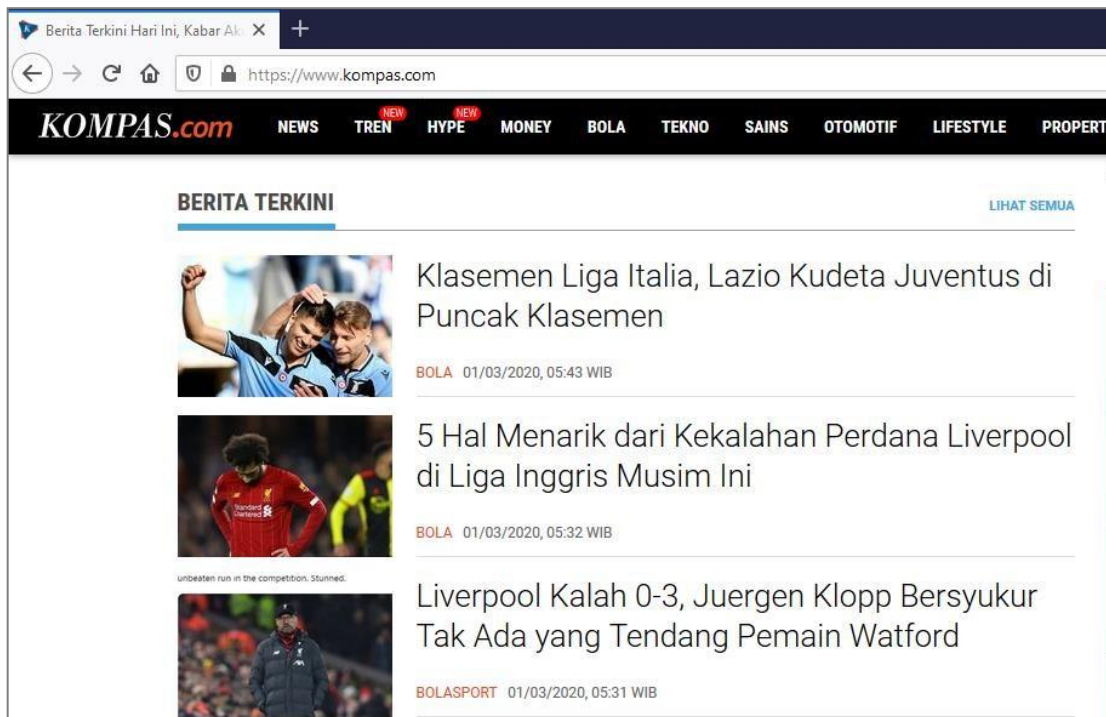 Berita Terkini Hari Ini, Kabar Ak
https://www.kompas.com
KOMPAS.com NEWS TREN NEW HYPE NEW MONEY BOLA TEKNO SAINS OTOMOTIF LIFESTYLE PROPERT
BERITA TERKINI
LIHAT SEMUA
Klasemen Liga Italia, Lazio Kudeta Juventus di
Puncak Klasemen
BOLA 01/03/2020, 05:43 WIB
Standard
Chartered
5 Hal Menarik dari Kekalahan Perdana Liverpool
di Liga Inggris Musim Ini
BOLA 01/03/2020, 05:32 WIB
unbeaten run in the competition. Stunned.
Liverpool Kalah 0-3, Juergen Klopp Bersyukur
Tak Ada yang Tendang Pemain Watford
BOLASPORT 01/03/2020, 05:31 WIB